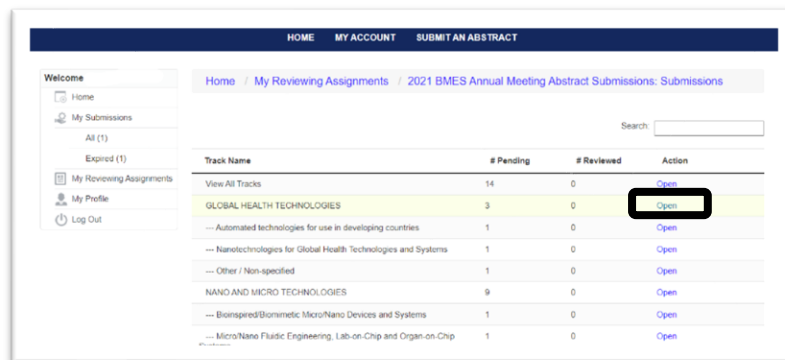 HOME MY ACCOUNT SUBMIT AN ABSTRACT
Welcome
Home
My Submissions
All (1)
Expired (1)
My Reviewing Assignments
My Profile
Log Out
Home / My Reviewing Assignments / 2021 BMES Annual Meeting Abstract Submissions: Submissions
Search:
Track Name # Pending # Reviewed Action
View All Tracks 14 0 Open
GLOBAL HEALTH TECHNOLOGIES 3 0 Open
--- Automated technologies for use in developing countries 1 0 Open
--- Nanotechnologies for Global Health Technologies and Systems 1 0 Open
--- Other / Non-specified 1 0 Open
NANO AND MICRO TECHNOLOGIES 9 0 Open
--- Bioinspired/Biomimetic Micro/Nano Devices and Systems 1 0 Open
--- Micro/Nano Fluidic Engineering, Lab-on-Chip and Organ-on-Chip 1 0 Open